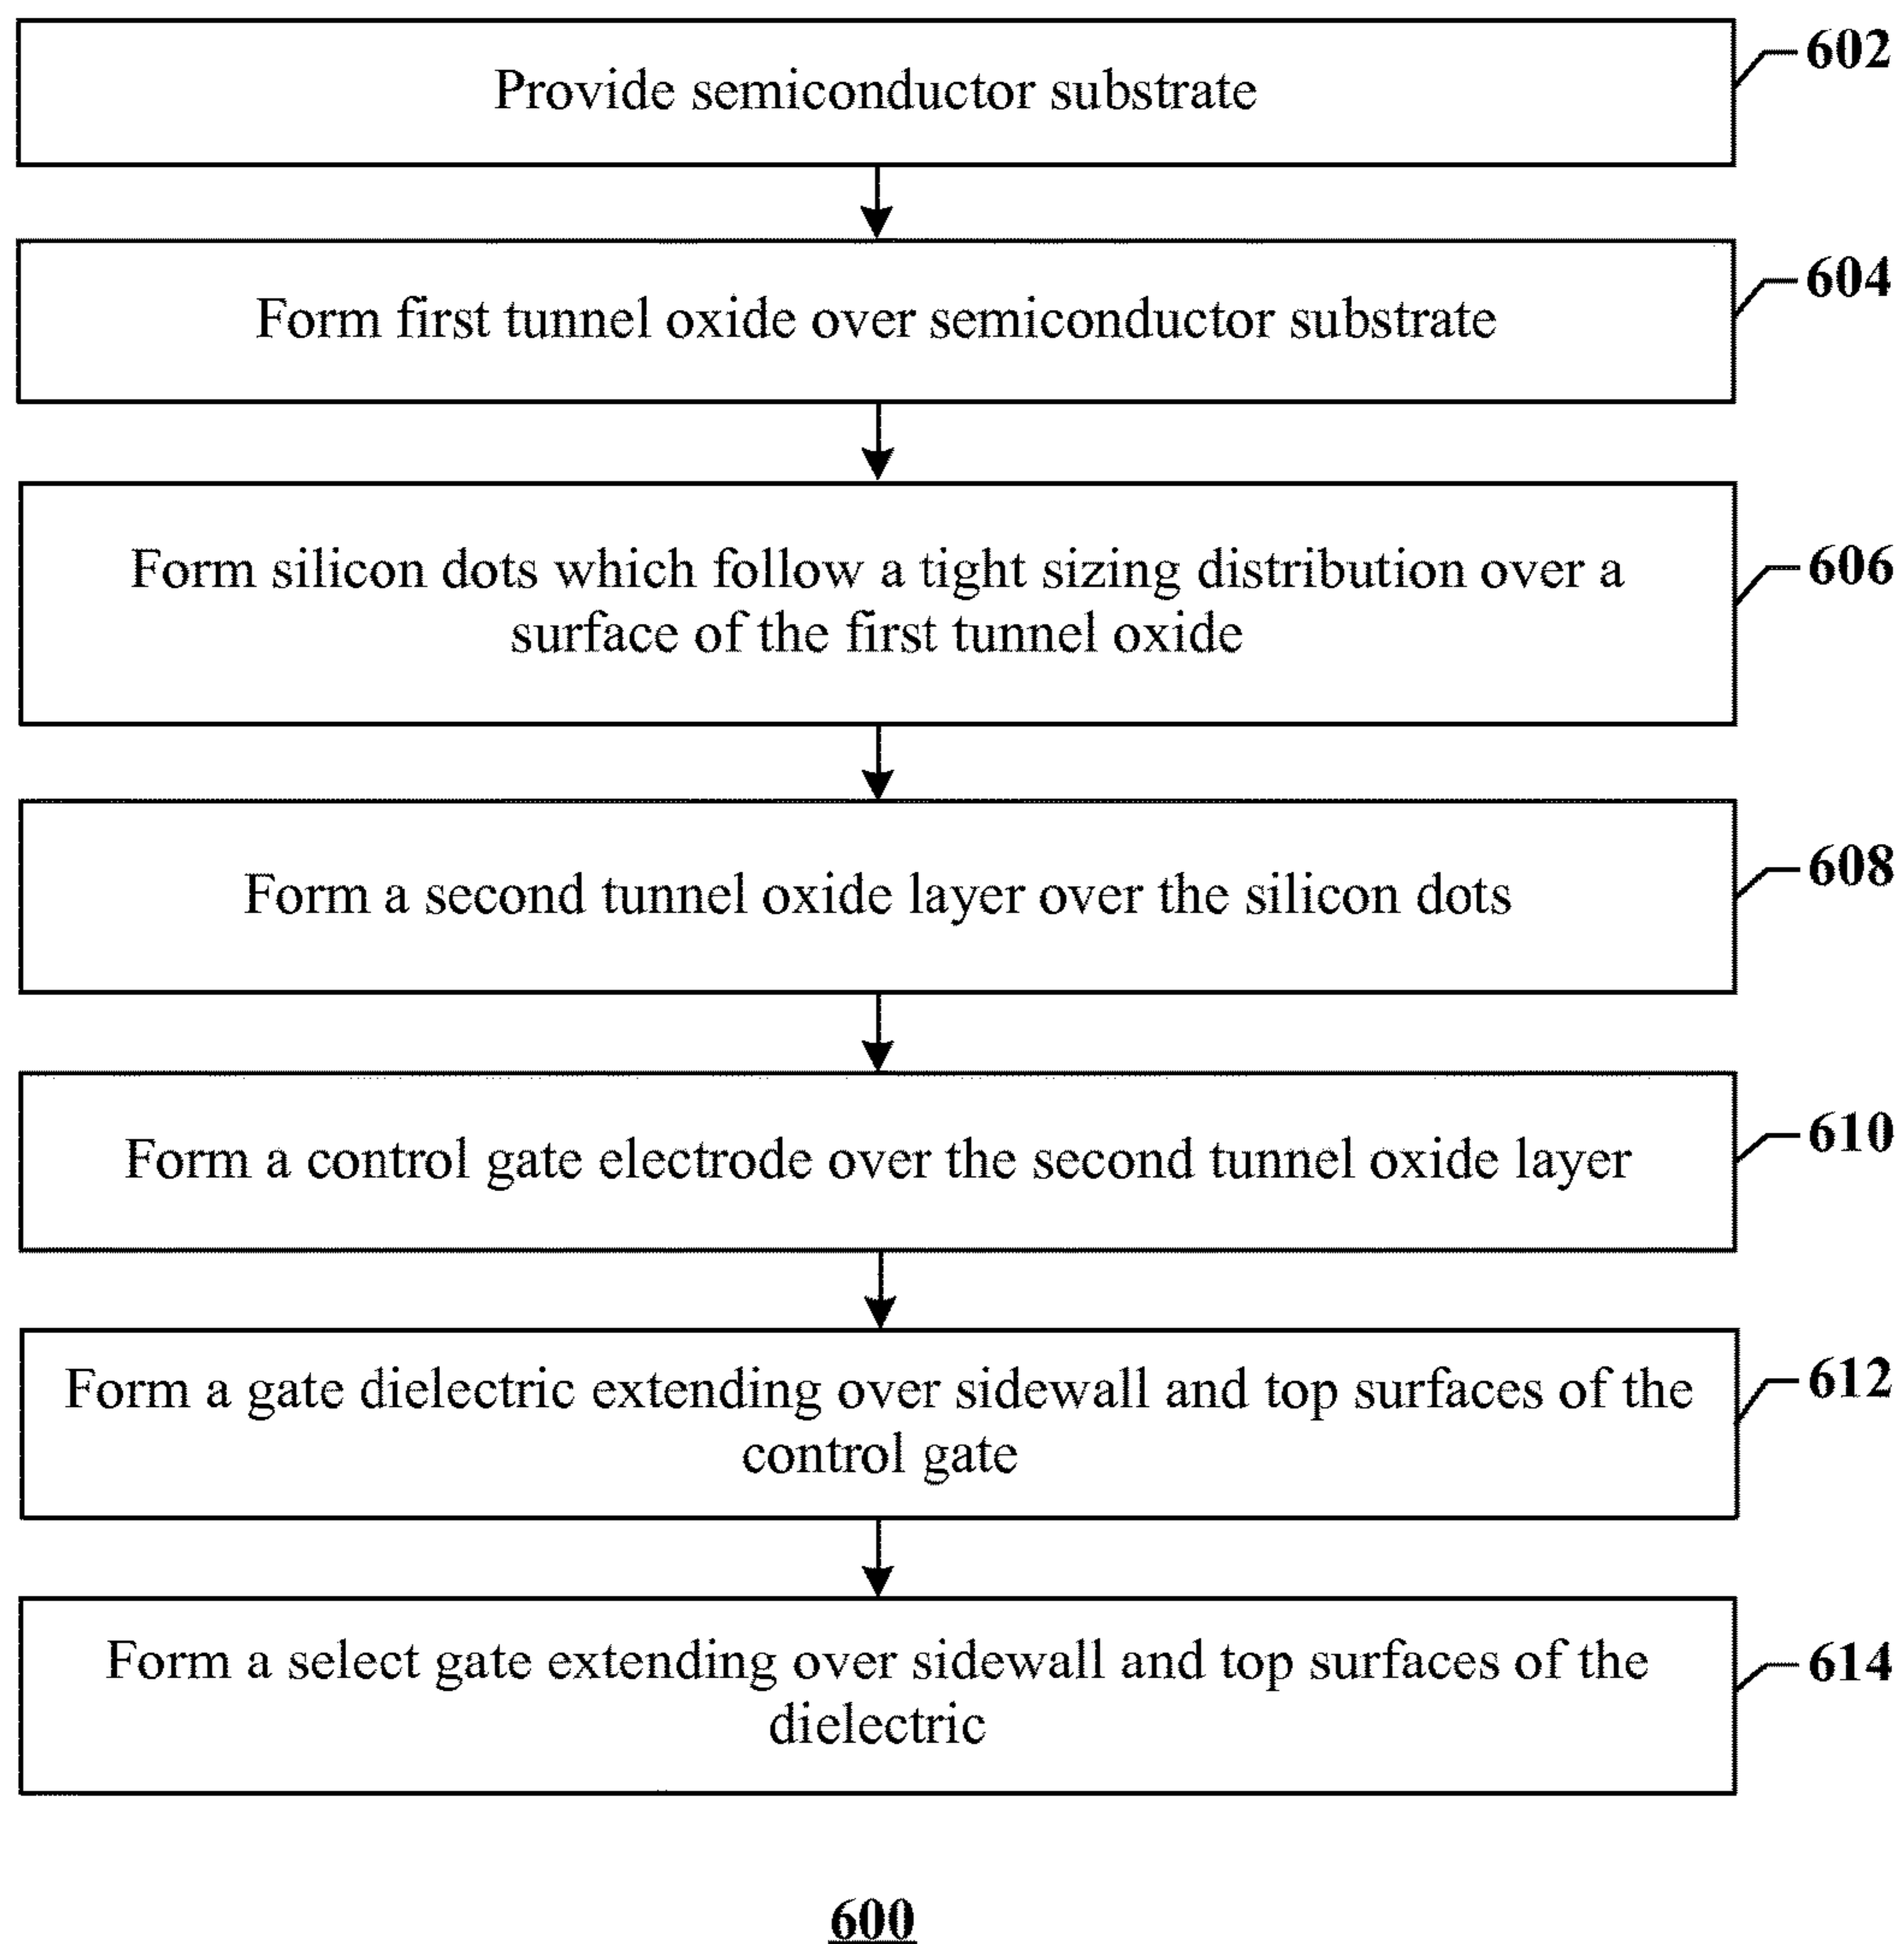 Provide semiconductor substrate
602
Form first tunnel oxide over semiconductor substrate
604
Form silicon dots which follow a tight sizing distribution over a
surface of the first tunnel oxide
606
Form a second tunnel oxide layer over the silicon dots
608
Form a control gate electrode over the second tunnel oxide layer
610
Form a gate dielectric extending over sidewall and top surfaces of the
control gate
612
Form a select gate extending over sidewall and top surfaces of the
dielectric
614
600